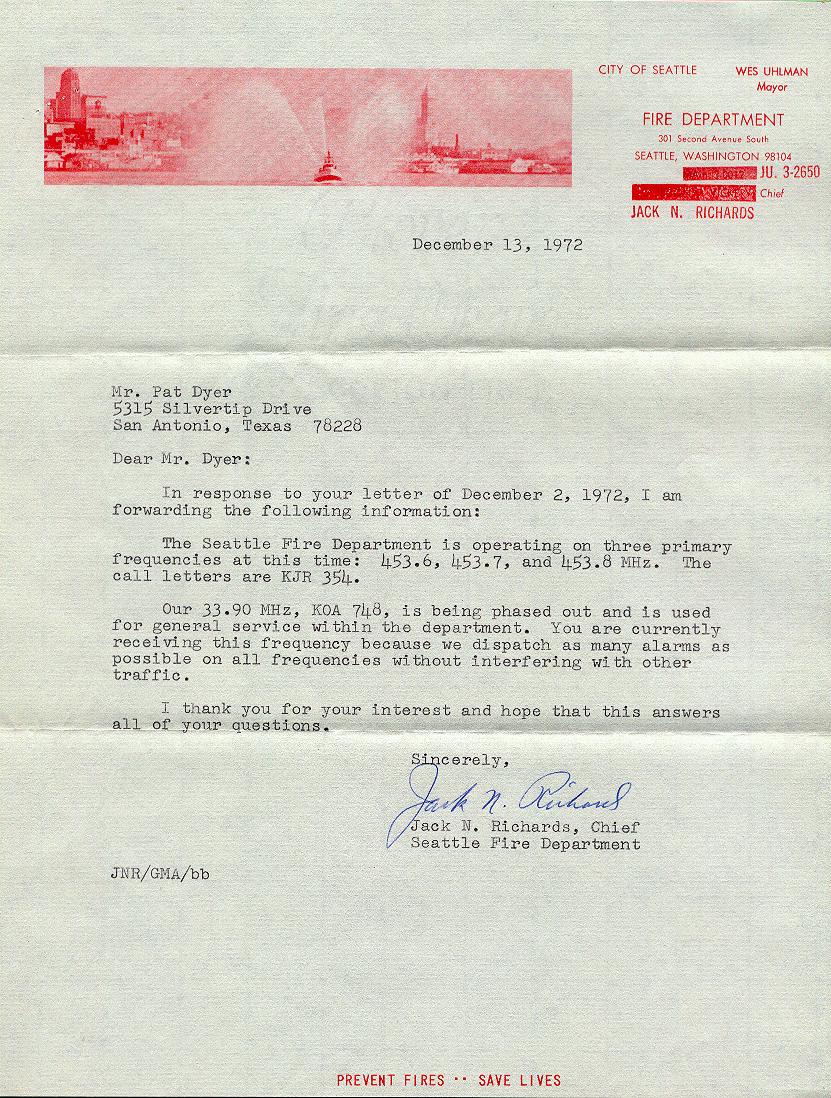 CITY OF SEATTLE
WES UHLMAN
Mayor
FIRE DEPARTMENT
301 Second Avenue South
SEATTLE, WASHINGTON 98104
JU. 3-2650
Chief
JACK N. RICHARDS
December 13, 1972
Mr. Pat Dyer
5315 Silvertip Drive
San Antonio, Texas 78228
Dear Mr. Dyer:
In response to your letter of December 2, 1972, I am
forwarding the following information:
The Seattle Fire Department is operating on three primary
frequencies at this time: 453.6, 453.7, and 453.8 MHz. The
call letters are KJR 354.
Our 33.90 MHz, KOA 748, is being phased out and is used
for general service within the department. You are currently
receiving this frequency because we dispatch as many alarms as
possible on all frequencies without interfering with other
traffic.
I thank you for your interest and hope that this answers
all of your questions.
Sincerely,
Jack N. Richards
Jack N. Richards, Chief
Seattle Fire Department
JNR/GMA/bb
PREVENT FIRES ·· SAVE LIVES